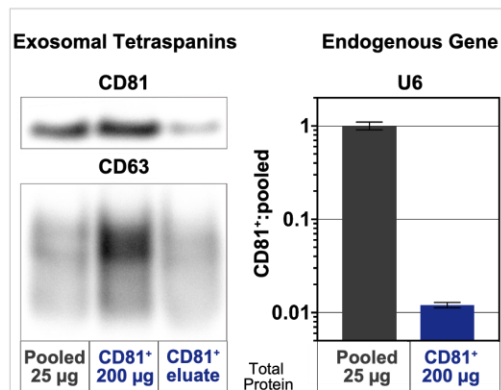 Exosomal Tetraspanins
CD81
CD63
Pooled
25 µg
CD81⁺
200 µg
CD81⁺
eluate
Total
Protein
Endogenous Gene
U6
CD81⁺:pooled
1
0.1
0.01
Pooled
25 µg
CD81⁺
200 µg